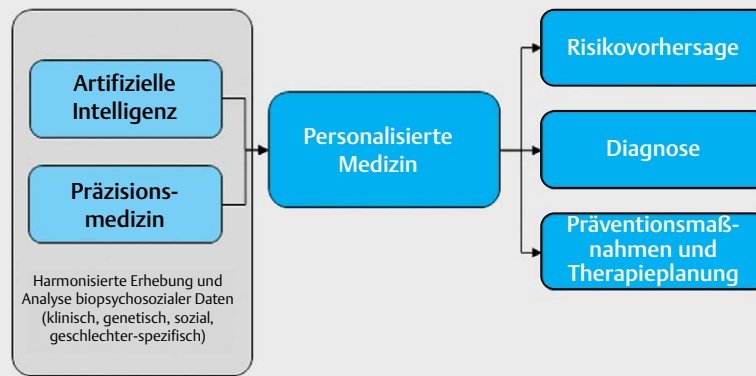 Artifizielle
Intelligenz
Präzisions-
medizin
Harmonisierte Erhebung und
Analyse biopsychosozialer Daten
(klinisch, genetisch, sozial,
geschlechter-spezifisch)
Personalisierte
Medizin
Risikovorhersage
Diagnose
Präventionsmaß-
nahmen und
Therapieplanung